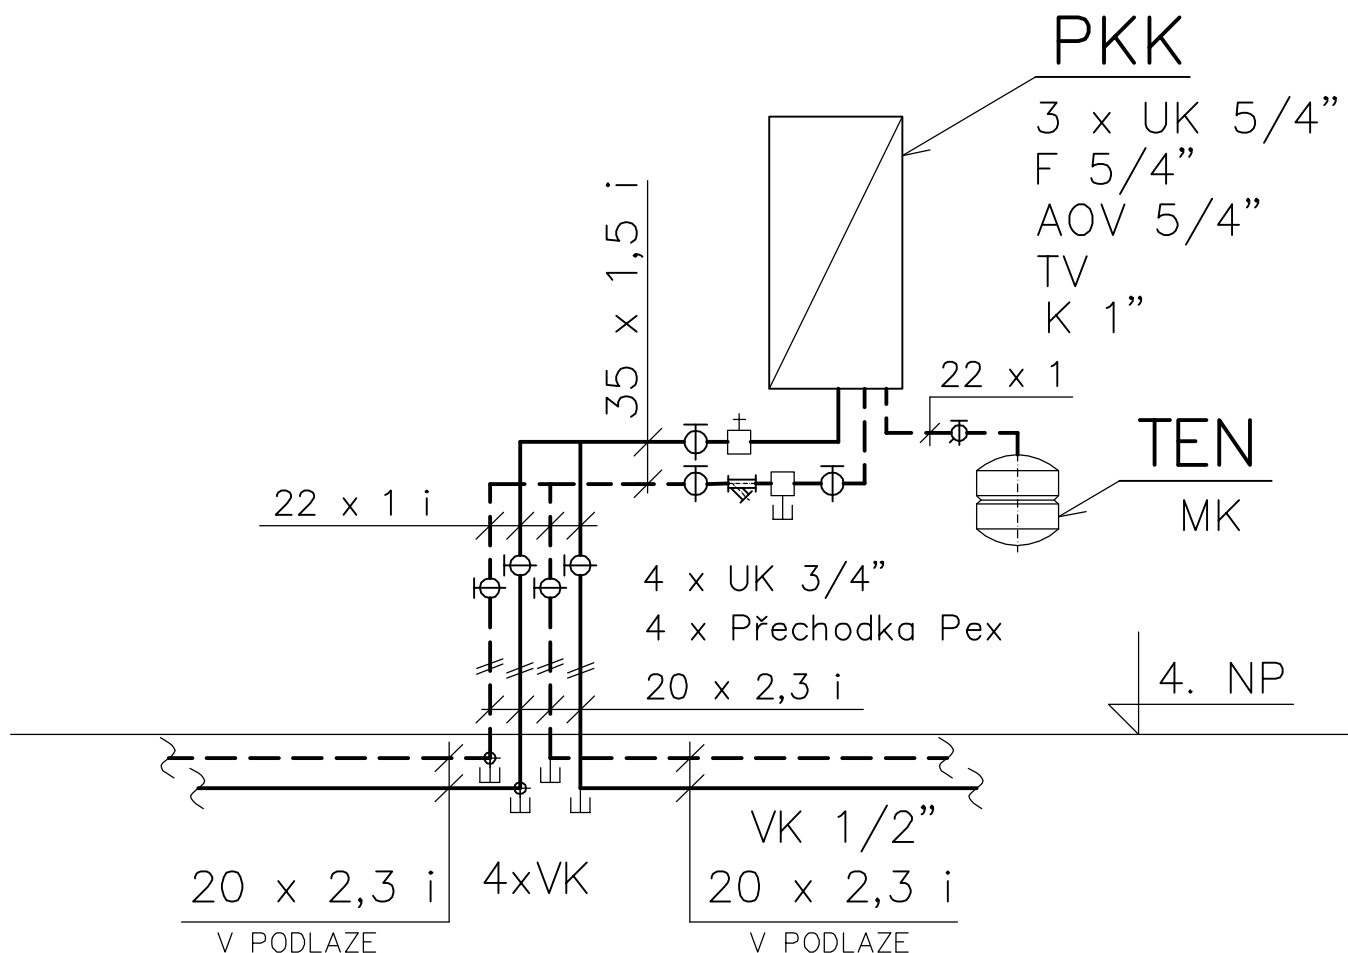 PKK
3 x UK 5/4”
F 5/4”
AOV 5/4”
TV
K 1”
35 x 1,5 i
22 x 1
TEN
MK
22 x 1 i
4 x UK 3/4”
4 x Přechodka Pex
20 x 2,3 i
4. NP
VK 1/2”
4xVK
20 x 2,3 i
V PODLAZE
20 x 2,3 i
V PODLAZE